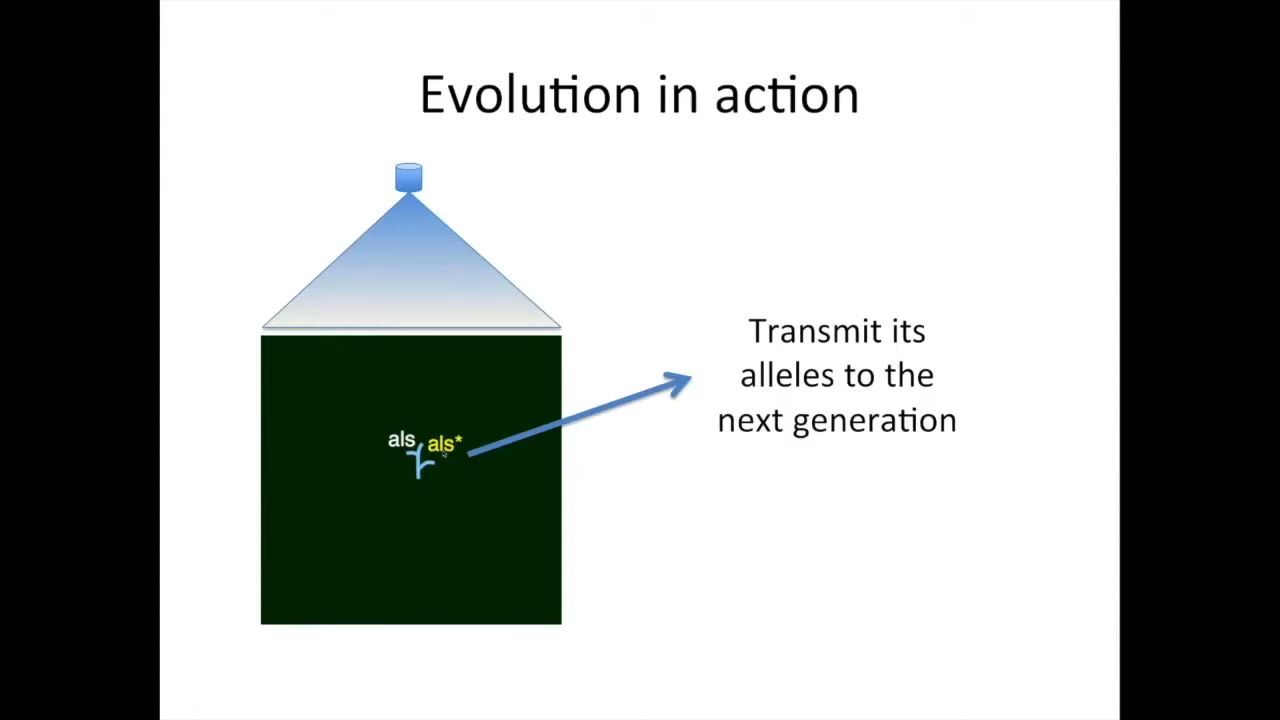 Evolution in action
als als*
Transmit its
alleles to the
next generation